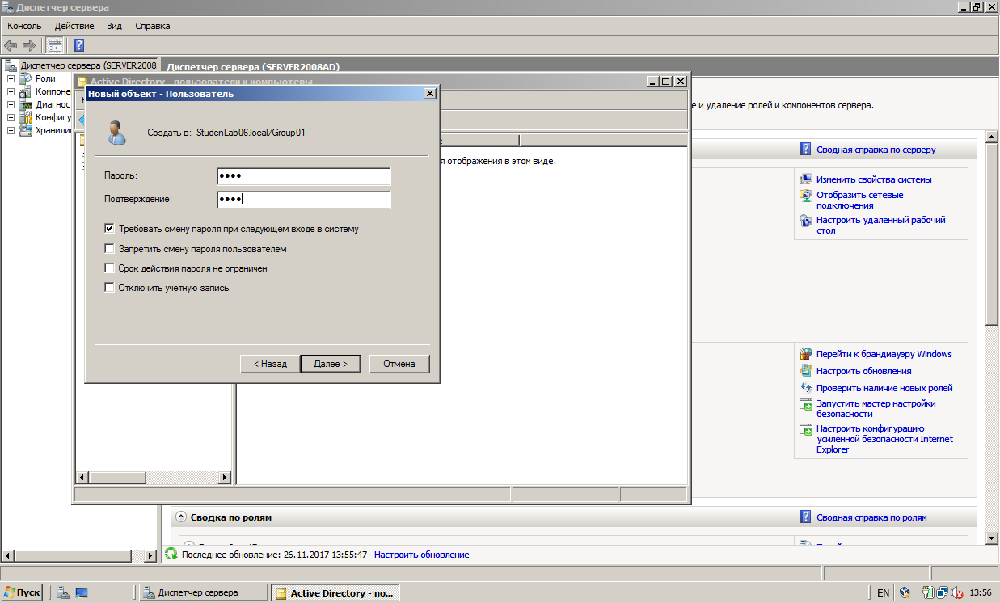 Диспетчер сервера
Консоль Действие Вид Справка
Диспетчер сервера (SERVER2008
Роли
Компоне
Диагнос
Конфигу
Хранили
Диспетчер сервера (SERVER2008AD)
е и удаление ролей и компонентов сервера.
Active Directory - пользователи и компьютеры
я отображения в этом виде.
Новый объект - Пользователь
Создать в: StudenLab06.local/Group01
Пароль: ••••
Подтверждение: ••••
Требовать смену пароля при следующем входе в систему
Запретить смену пароля пользователем
Срок действия пароля не ограничен
Отключить учетную запись
< Назад Далее > Отмена
Сводная справка по серверу
Изменить свойства системы
Отобразить сетевые
подключения
Настроить удаленный рабочий
стол
Перейти к брандмауэру Windows
Настроить обновления
Проверить наличие новых ролей
Запустить мастер настройки
безопасности
Настроить конфигурацию
усиленной безопасности Internet
Explorer
Сводка по ролям
Сводная справка по ролям
Последнее обновление: 26.11.2017 13:55:47 Настроить обновление
Пуск Диспетчер сервера Active Directory - по... EN 13:56